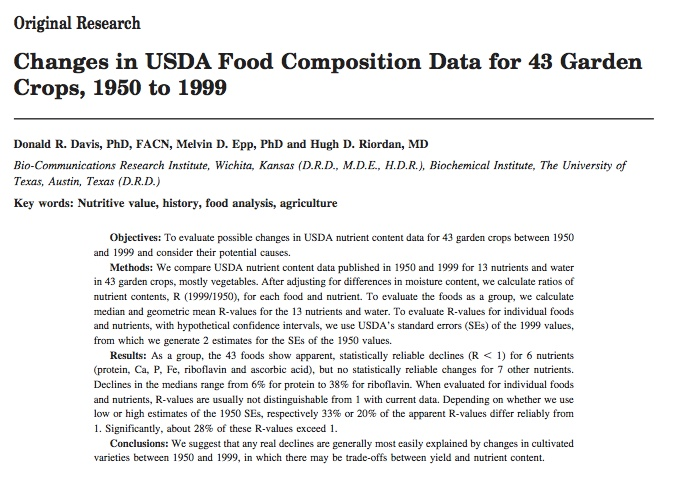 Original Research
Changes in USDA Food Composition Data for 43 Garden
Crops, 1950 to 1999
Donald R. Davis, PhD, FACN, Melvin D. Epp, PhD and Hugh D. Riordan, MD
Bio-Communications Research Institute, Wichita, Kansas (D.R.D., M.D.E., H.D.R.), Biochemical Institute, The University of
Texas, Austin, Texas (D.R.D.)
Key words: Nutritive value, history, food analysis, agriculture
Objectives: To evaluate possible changes in USDA nutrient content data for 43 garden crops between 1950
and 1999 and consider their potential causes.
Methods: We compare USDA nutrient content data published in 1950 and 1999 for 13 nutrients and water
in 43 garden crops, mostly vegetables. After adjusting for differences in moisture content, we calculate ratios of
nutrient contents, R (1999/1950), for each food and nutrient. To evaluate the foods as a group, we calculate
median and geometric mean R-values for the 13 nutrients and water. To evaluate R-values for individual foods
and nutrients, with hypothetical confidence intervals, we use USDA's standard errors (SEs) of the 1999 values,
from which we generate 2 estimates for the SEs of the 1950 values.
Results: As a group, the 43 foods show apparent, statistically reliable declines (R < 1) for 6 nutrients
(protein, Ca, P, Fe, riboflavin and ascorbic acid), but no statistically reliable changes for 7 other nutrients.
Declines in the medians range from 6% for protein to 38% for riboflavin. When evaluated for individual foods
and nutrients, R-values are usually not distinguishable from 1 with current data. Depending on whether we use
low or high estimates of the 1950 SEs, respectively 33% or 20% of the apparent R-values differ reliably from
1. Significantly, about 28% of these R-values exceed 1.
Conclusions: We suggest that any real declines are generally most easily explained by changes in cultivated
varieties between 1950 and 1999, in which there may be trade-offs between yield and nutrient content.